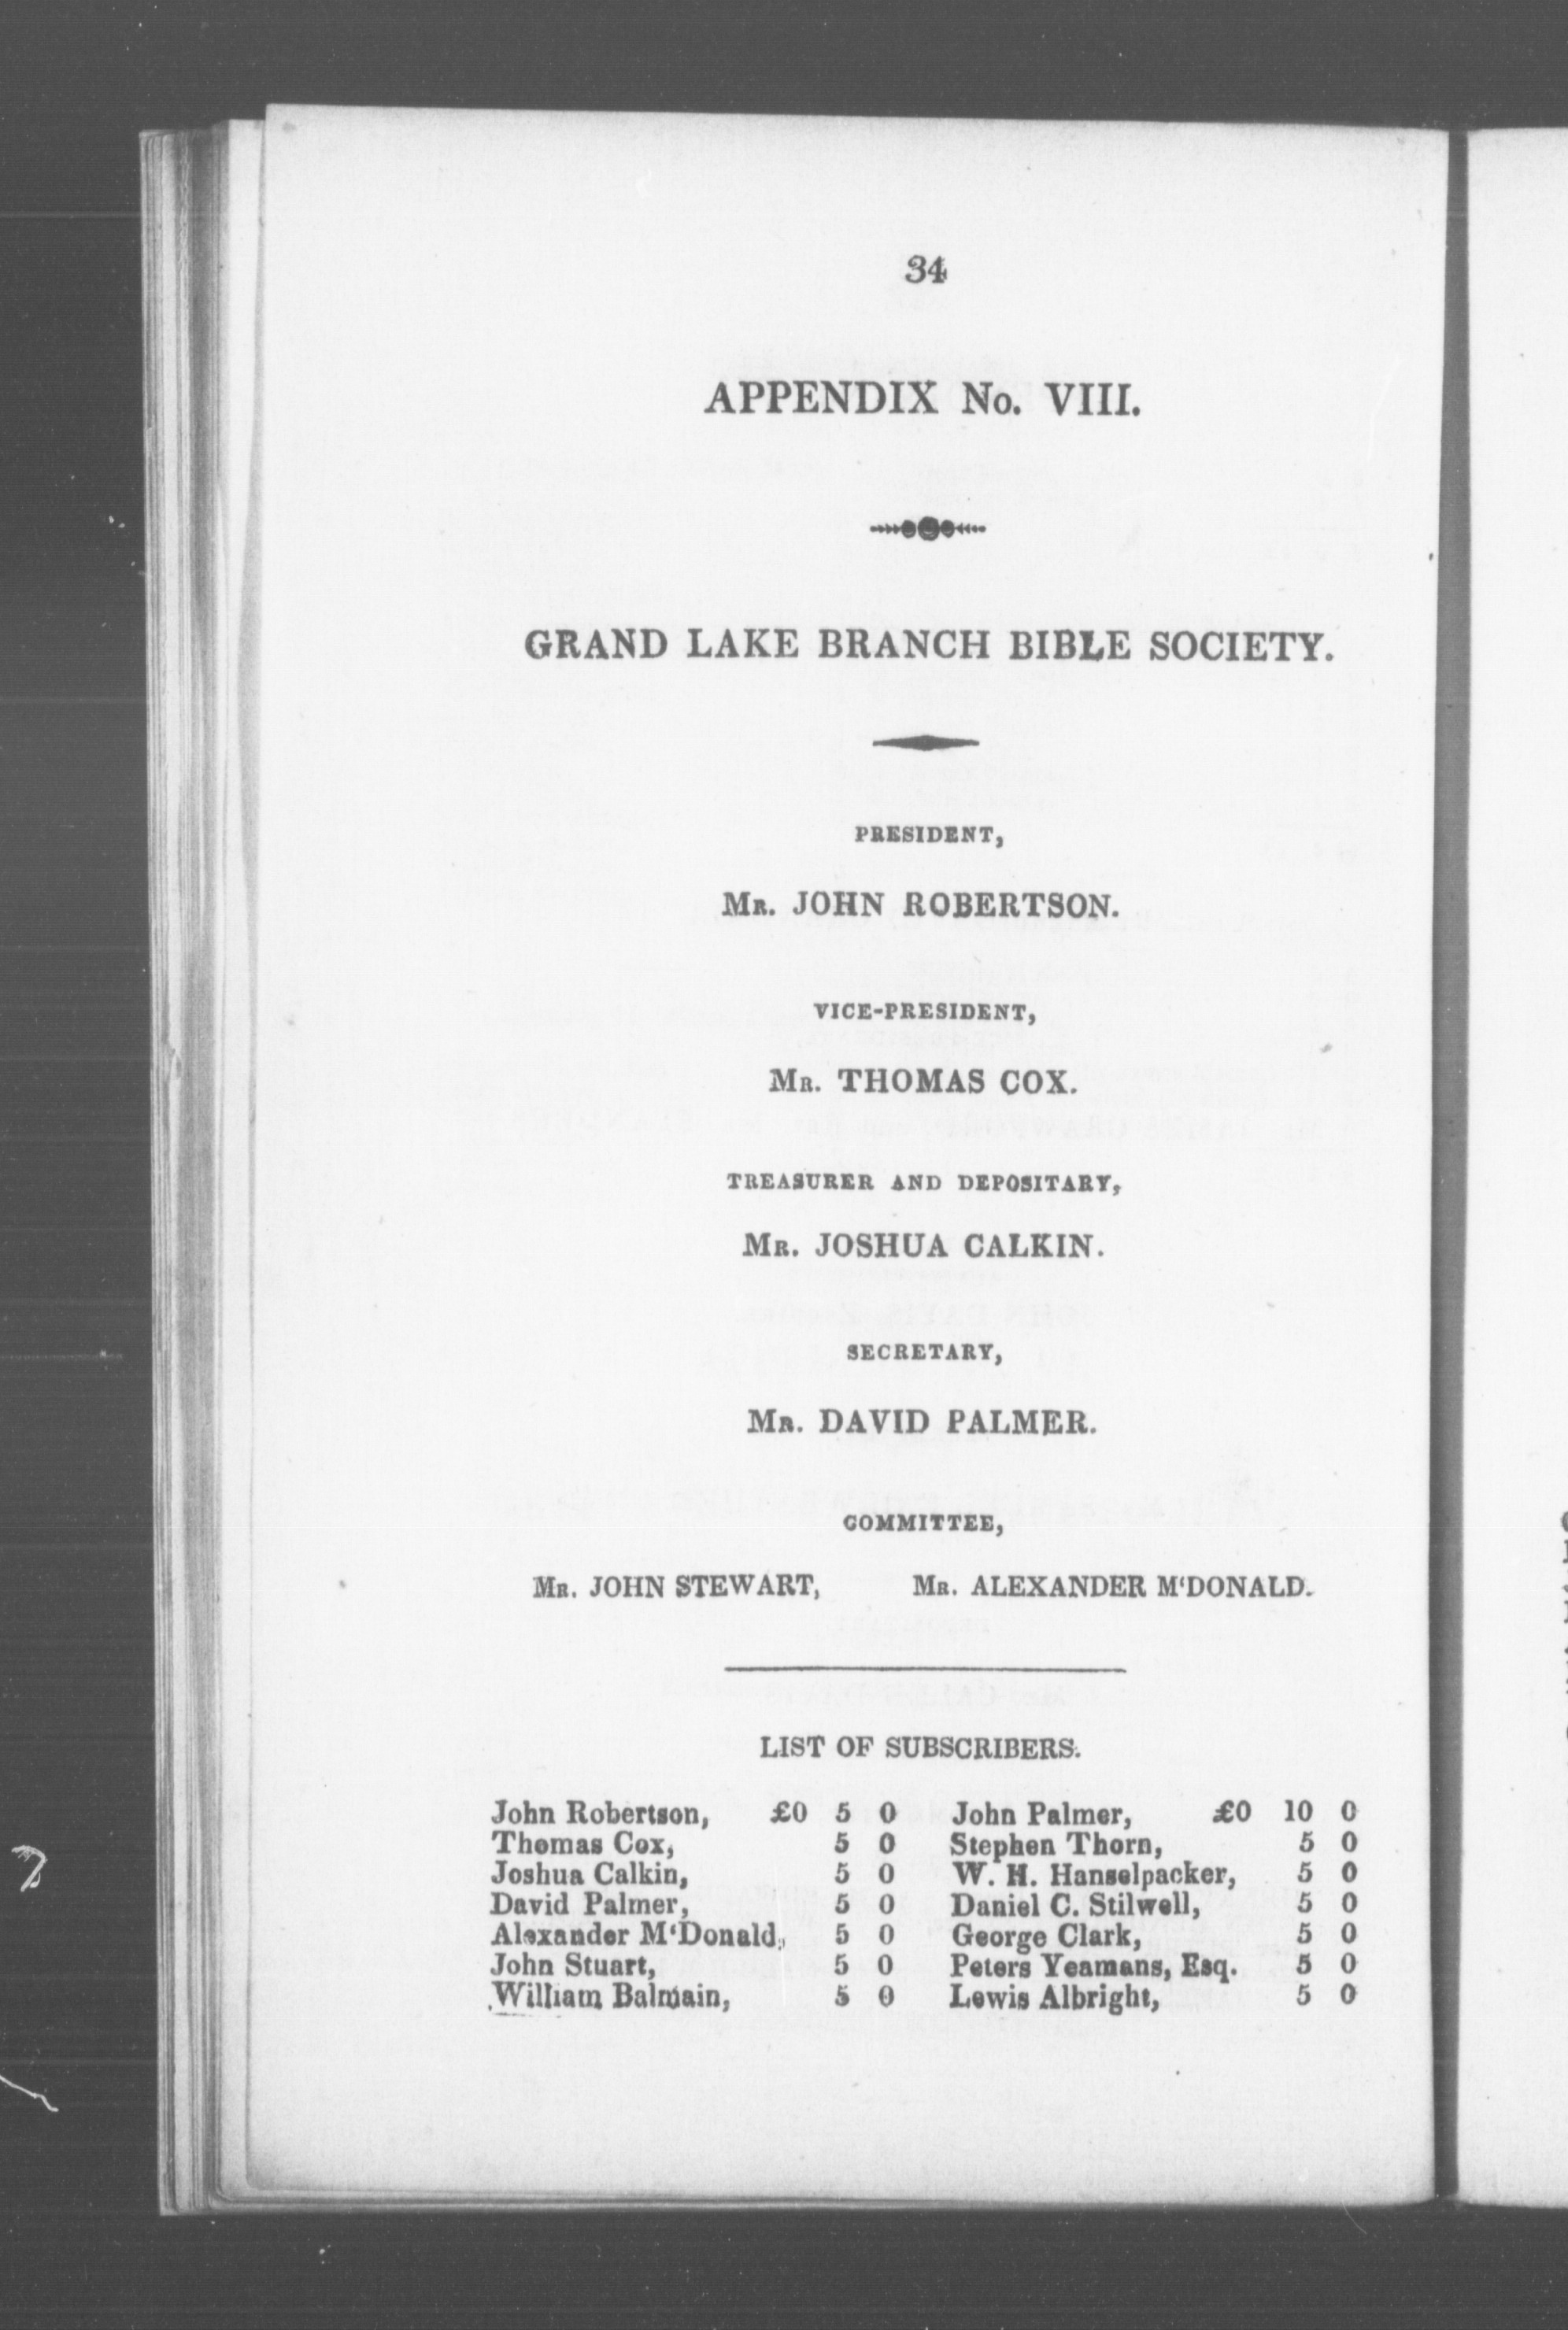 34
APPENDIX No. VIII.
GRAND LAKE BRANCH BIBLE SOCIETY.
PRESIDENT,
MR. JOHN ROBERTSON.
VICE-PRESIDENT,
MR. THOMAS COX.
TREASURER AND DEPOSITARY,
MR. JOSHUA CALKIN.
SECRETARY,
MR. DAVID PALMER.
COMMITTEE,
MR. JOHN STEWART, MR. ALEXANDER M‘DONALD.
LIST OF SUBSCRIBERS.
John Robertson, £0 5 0 John Palmer, £0 10 0
Thomas Cox, 5 0 Stephen Thorn, 5 0
Joshua Calkin, 5 0 W. H. Hanselpacker, 5 0
David Palmer, 5 0 Daniel C. Stilwell, 5 0
Alexander M‘Donald, 5 0 George Clark, 5 0
John Stuart, 5 0 Peters Yeamans, Esq. 5 0
William Balmain, 5 0 Lewis Albright, 5 0